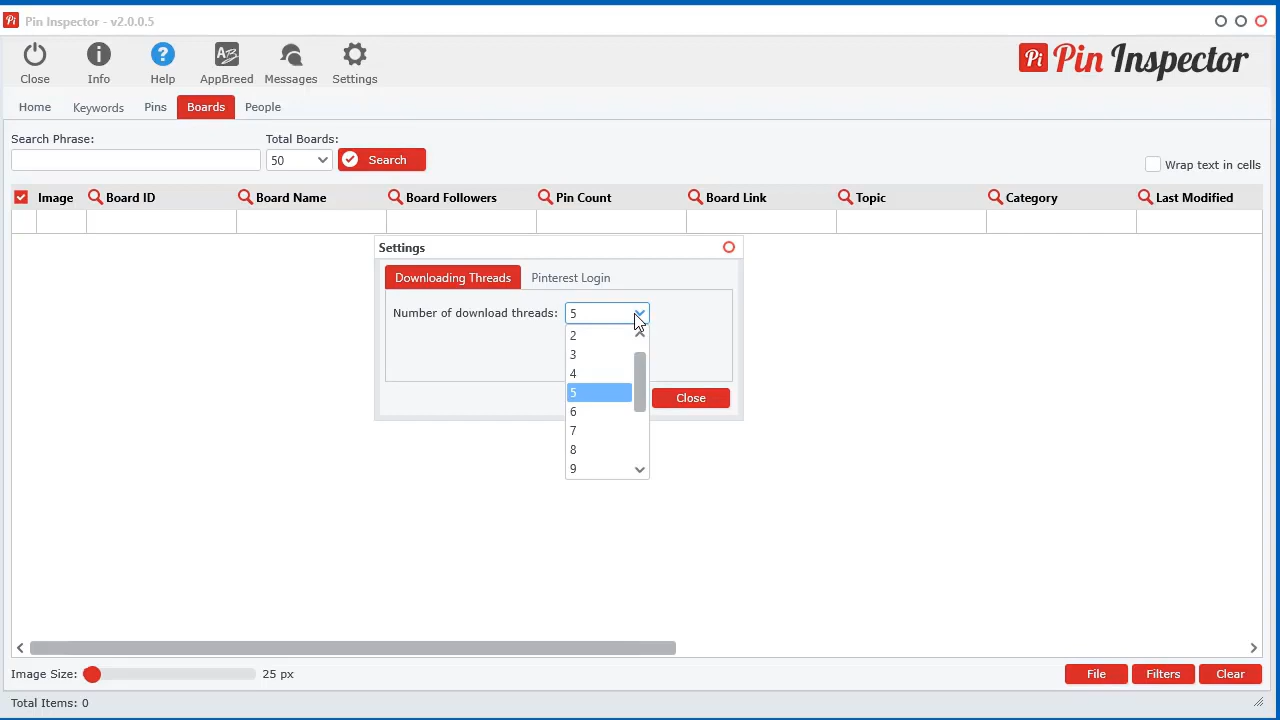 Pi Pin Inspector - v2.0.0.5
Close Info Help AppBreed Messages Settings
Pi Pin Inspector
Home Keywords Pins Boards People
Search Phrase: Total Boards:
50 Search
Wrap text in cells
Image Board ID Board Name Board Followers Pin Count Board Link Topic Category Last Modified
Settings
Downloading Threads Pinterest Login
Number of download threads: 5
2
3
4
5
6
7
8
9
Close
Image Size: 25 px
File Filters Clear
Total Items: 0